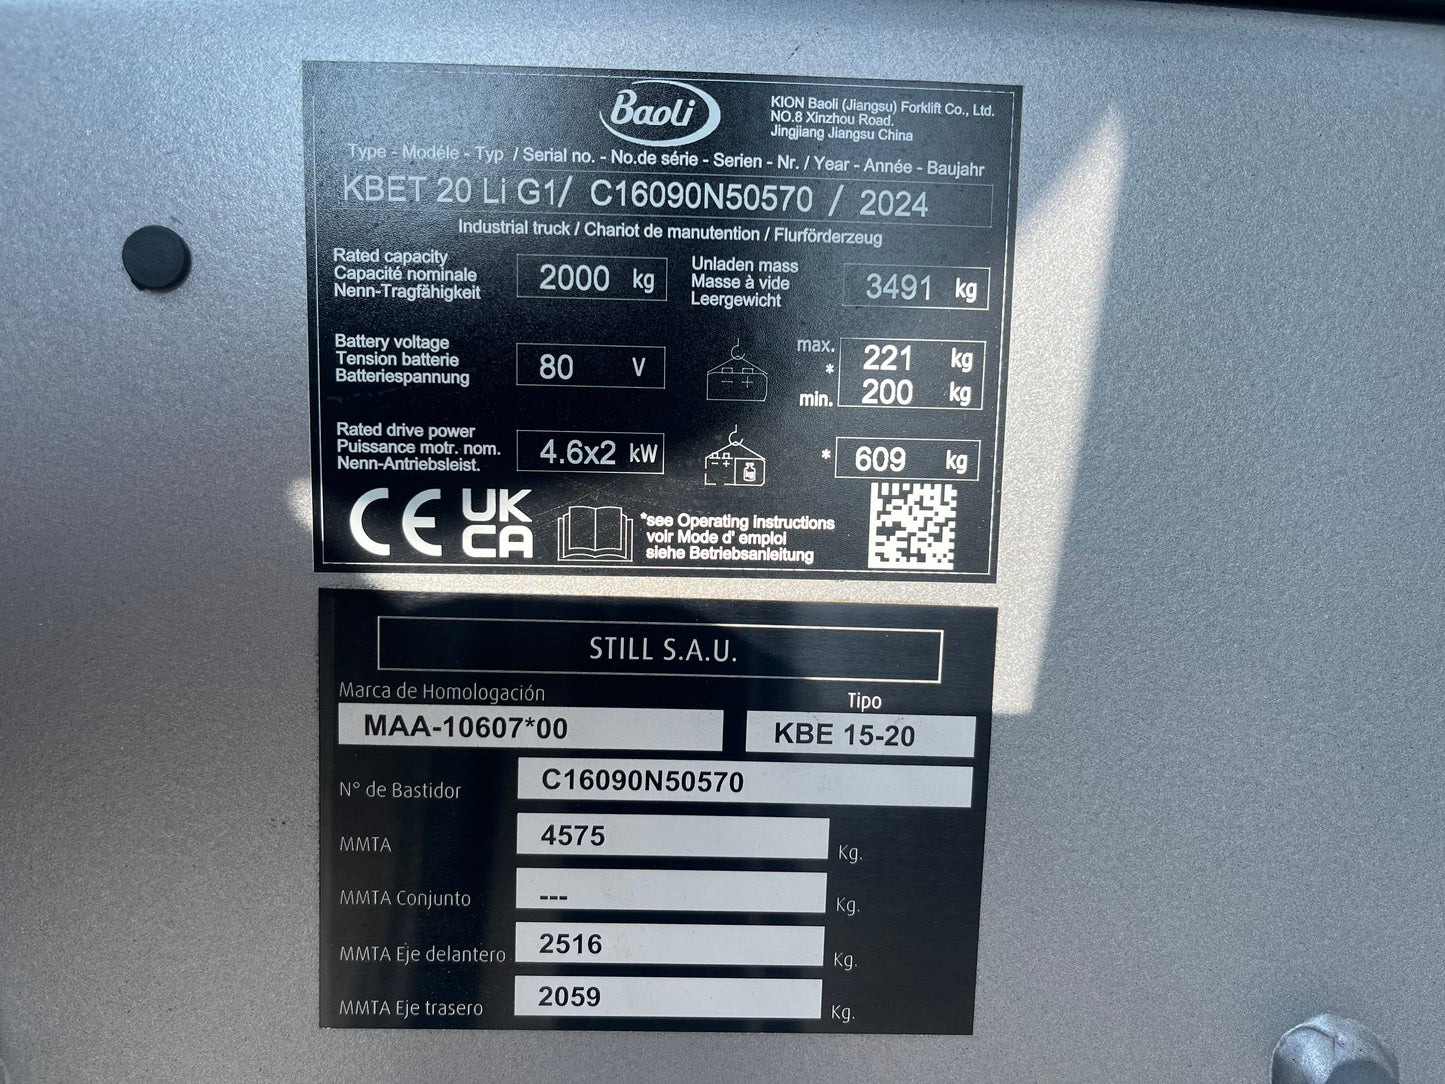 Baoli
KION Baoli (Jiangsu) Forklift Co., Ltd.
NO.8 Xinzhou Road.
Jingjiang Jiangsu China
Type - Modéle - Typ / Serial no. - No.de série - Serien - Nr. / Year - Année - Baujahr
KBET 20 Li G1/ C16090N50570 / 2024
Industrial truck / Chariot de manutention / Flurförderzeug
Rated capacity
Capacité nominale
Nenn-Tragfähigkeit
2000 kg
Unladen mass
Masse à vide
Leergewicht
3491 kg
Battery voltage
Tension batterie
Batteriespannung
80 V
max. 221 kg
*
min. 200 kg
Rated drive power
Puissance motr. nom.
Nenn-Antriebsleist.
4.6x2 kW
* 609 kg
CE
UK
CA
*see Operating instructions
voir Mode d' emploi
siehe Betriebsanleitung
STILL S.A.U.
Marca de Homologación Tipo
MAA-10607*00 KBE 15-20
N° de Bastidor C16090N50570
MMTA 4575 Kg.
MMTA Conjunto --- Kg.
MMTA Eje delantero 2516 Kg.
MMTA Eje trasero 2059 Kg.